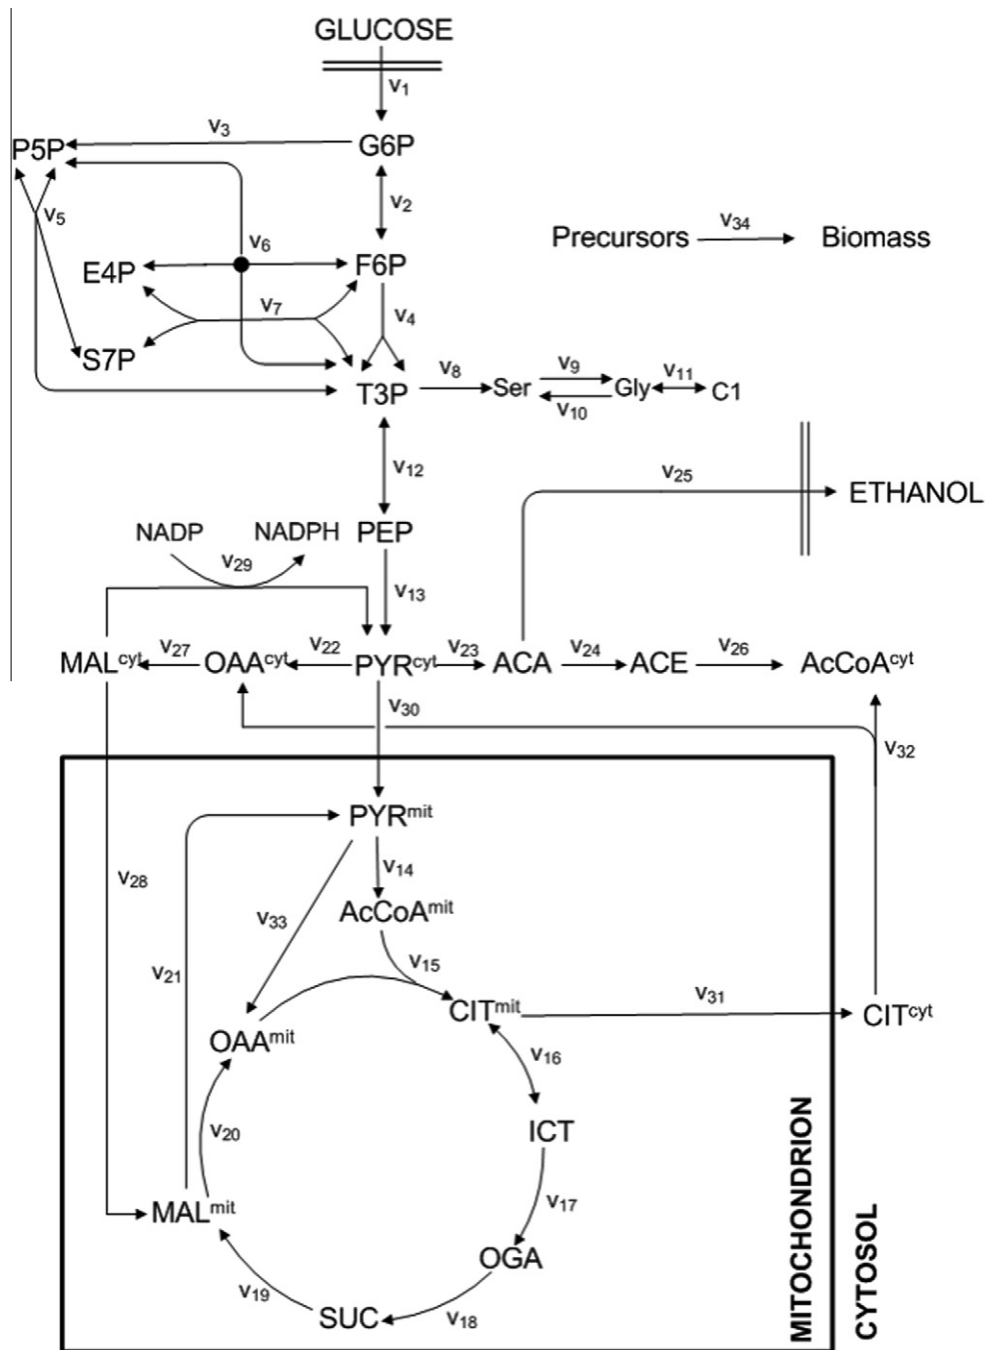 GLUCOSE
v1
v3
P5P
G6P
v5
v2
Precursors v34 Biomass
v6
E4P
F6P
v7
v4
S7P
T3P
v8
Ser
v9
v10
Gly
v11
C1
v12
v25
ETHANOL
NADP
NADPH
PEP
v29
v13
MALcyt
v27
OAAcyt
v22
PYRcyt
v23
ACA
v24
ACE
v26
AcCoAcyt
v30
v32
PYRmit
v28
v14
v33
AcCoAmit
v21
v15
CITmit
v31
CITcyt
OAAmit
v16
v20
ICT
MALmit
v17
OGA
v19
SUC
v18
MITOCHONDRION
CYTOSOL